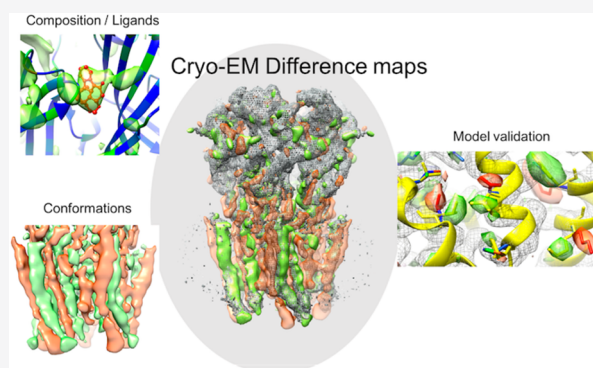 Composition / Ligands
Cryo-EM Difference maps
Model validation
Conformations